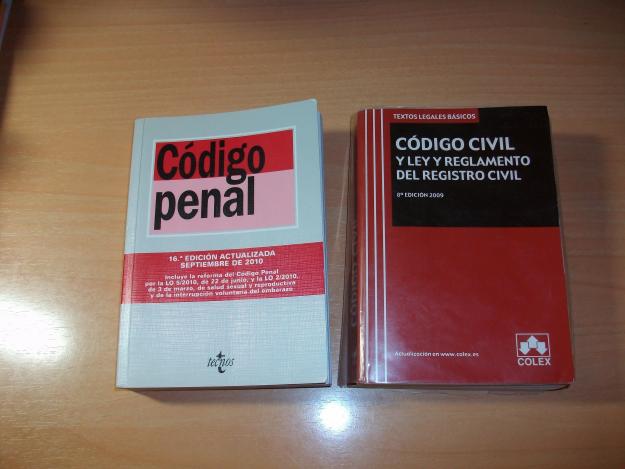 Código
penal
16.ª EDICIÓN ACTUALIZADA
SEPTIEMBRE DE 2010
Incluye la reforma del Código Penal
por la LO 5/2010, de 22 de junio, y la LO 2/2010,
de 3 de marzo, de salud sexual y reproductiva
y de la interrupción voluntaria del embarazo
tecnos
TEXTOS LEGALES BÁSICOS
CÓDIGO CIVIL
Y LEY Y REGLAMENTO
DEL REGISTRO CIVIL
8ª EDICIÓN 2009
Actualización en www.colex.es
COLEX